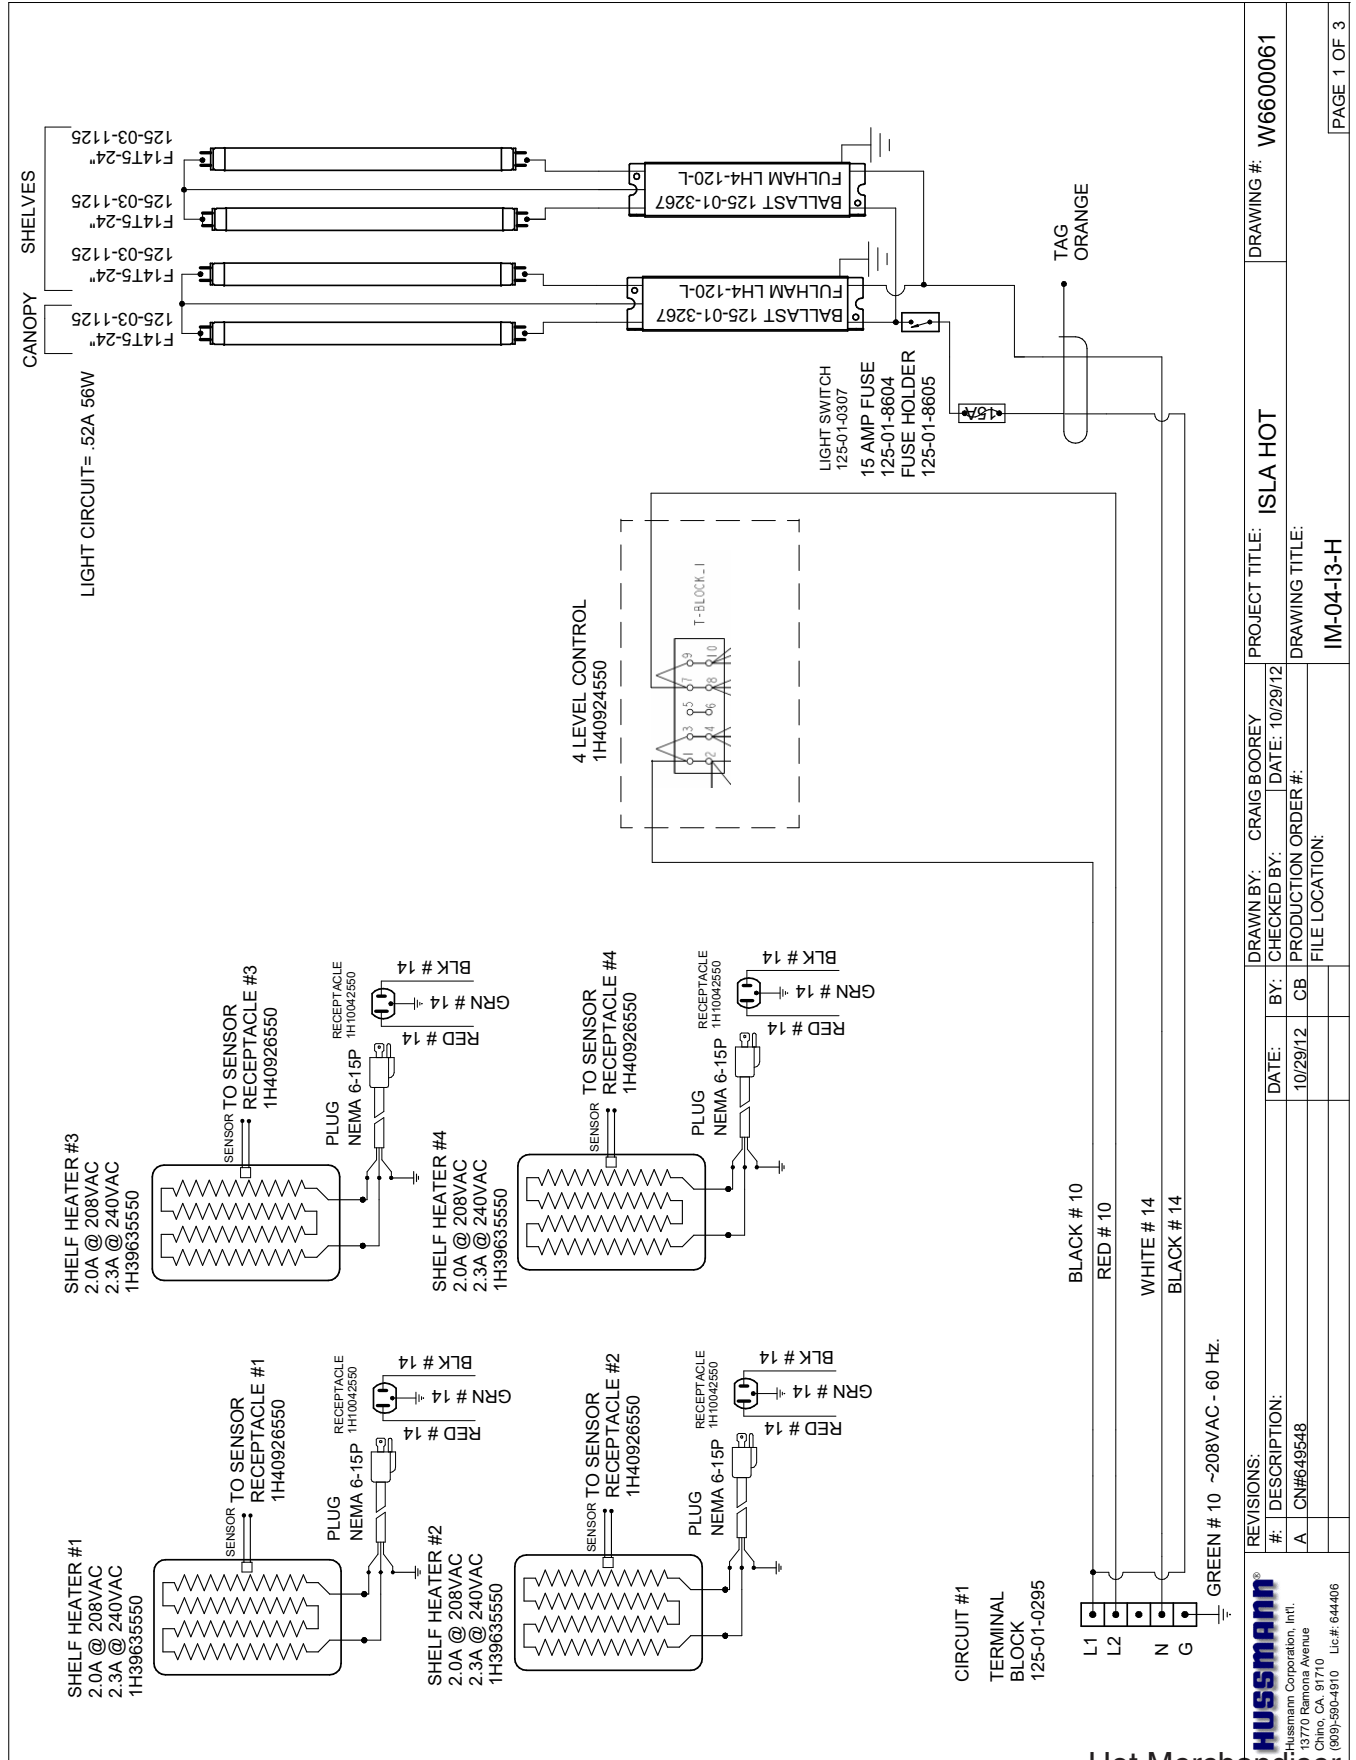 SHELF HEATER #1
2.0A @ 208VAC
2.3A @ 240VAC
1H39635550
SENSOR
TO SENSOR
RECEPTACLE #1
1H40926550
PLUG
NEMA 6-15P
RECEPTACLE
1H10042550
BLK # 14
GRN # 14
RED # 14
SHELF HEATER #3
2.0A @ 208VAC
2.3A @ 240VAC
1H39635550
SENSOR
TO SENSOR
RECEPTACLE #3
1H40926550
PLUG
NEMA 6-15P
RECEPTACLE
1H10042550
BLK # 14
GRN # 14
RED # 14
SHELF HEATER #2
2.0A @ 208VAC
2.3A @ 240VAC
1H39635550
SENSOR
TO SENSOR
RECEPTACLE #2
1H40926550
PLUG
NEMA 6-15P
RECEPTACLE
1H10042550
BLK # 14
GRN # 14
RED # 14
SHELF HEATER #4
2.0A @ 208VAC
2.3A @ 240VAC
1H39635550
SENSOR
TO SENSOR
RECEPTACLE #4
1H40926550
PLUG
NEMA 6-15P
RECEPTACLE
1H10042550
BLK # 14
GRN # 14
RED # 14
LIGHT CIRCUIT= .52A 56W
CANOPY
SHELVES
F14T5-24"
125-03-1125
F14T5-24"
125-03-1125
F14T5-24"
125-03-1125
F14T5-24"
125-03-1125
BALLAST 125-01-3267
FULHAM LH4-120-L
BALLAST 125-01-3267
FULHAM LH4-120-L
LIGHT SWITCH
125-01-0307
15 AMP FUSE
125-01-8604
FUSE HOLDER
125-01-8605
15A
TAG
ORANGE
4 LEVEL CONTROL
1H40924550
1 3 5 7 9
2 4 6 8 10
T-BLOCK_1
CIRCUIT #1
TERMINAL
BLOCK
125-01-0295
L1
L2
N
G
BLACK # 10
RED # 10
WHITE # 14
BLACK # 14
GREEN # 10 ~208VAC - 60 Hz.
HUSSMANN®
Hussmann Corporation, Int'l.
13770 Ramona Avenue
Chino, CA. 91710
(909)-590-4910 Lic.#: 644406
REVISIONS:
#: DESCRIPTION: DATE: BY:
A CN#649548 10/29/12 CB
DRAWN BY: CRAIG BOOREY
CHECKED BY: DATE: 10/29/12
PRODUCTION ORDER #:
FILE LOCATION:
PROJECT TITLE:
ISLA HOT
DRAWING TITLE:
IM-04-I3-H
DRAWING #:
W6600061
PAGE 1 OF 3